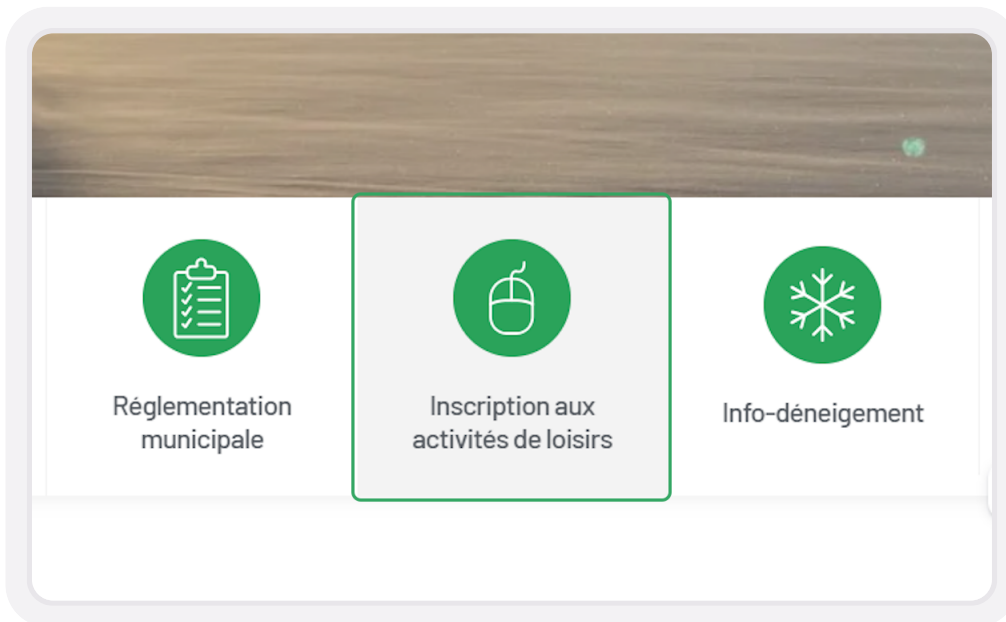 Réglementation
municipale
Inscription aux
activités de loisirs
Info-déneigement